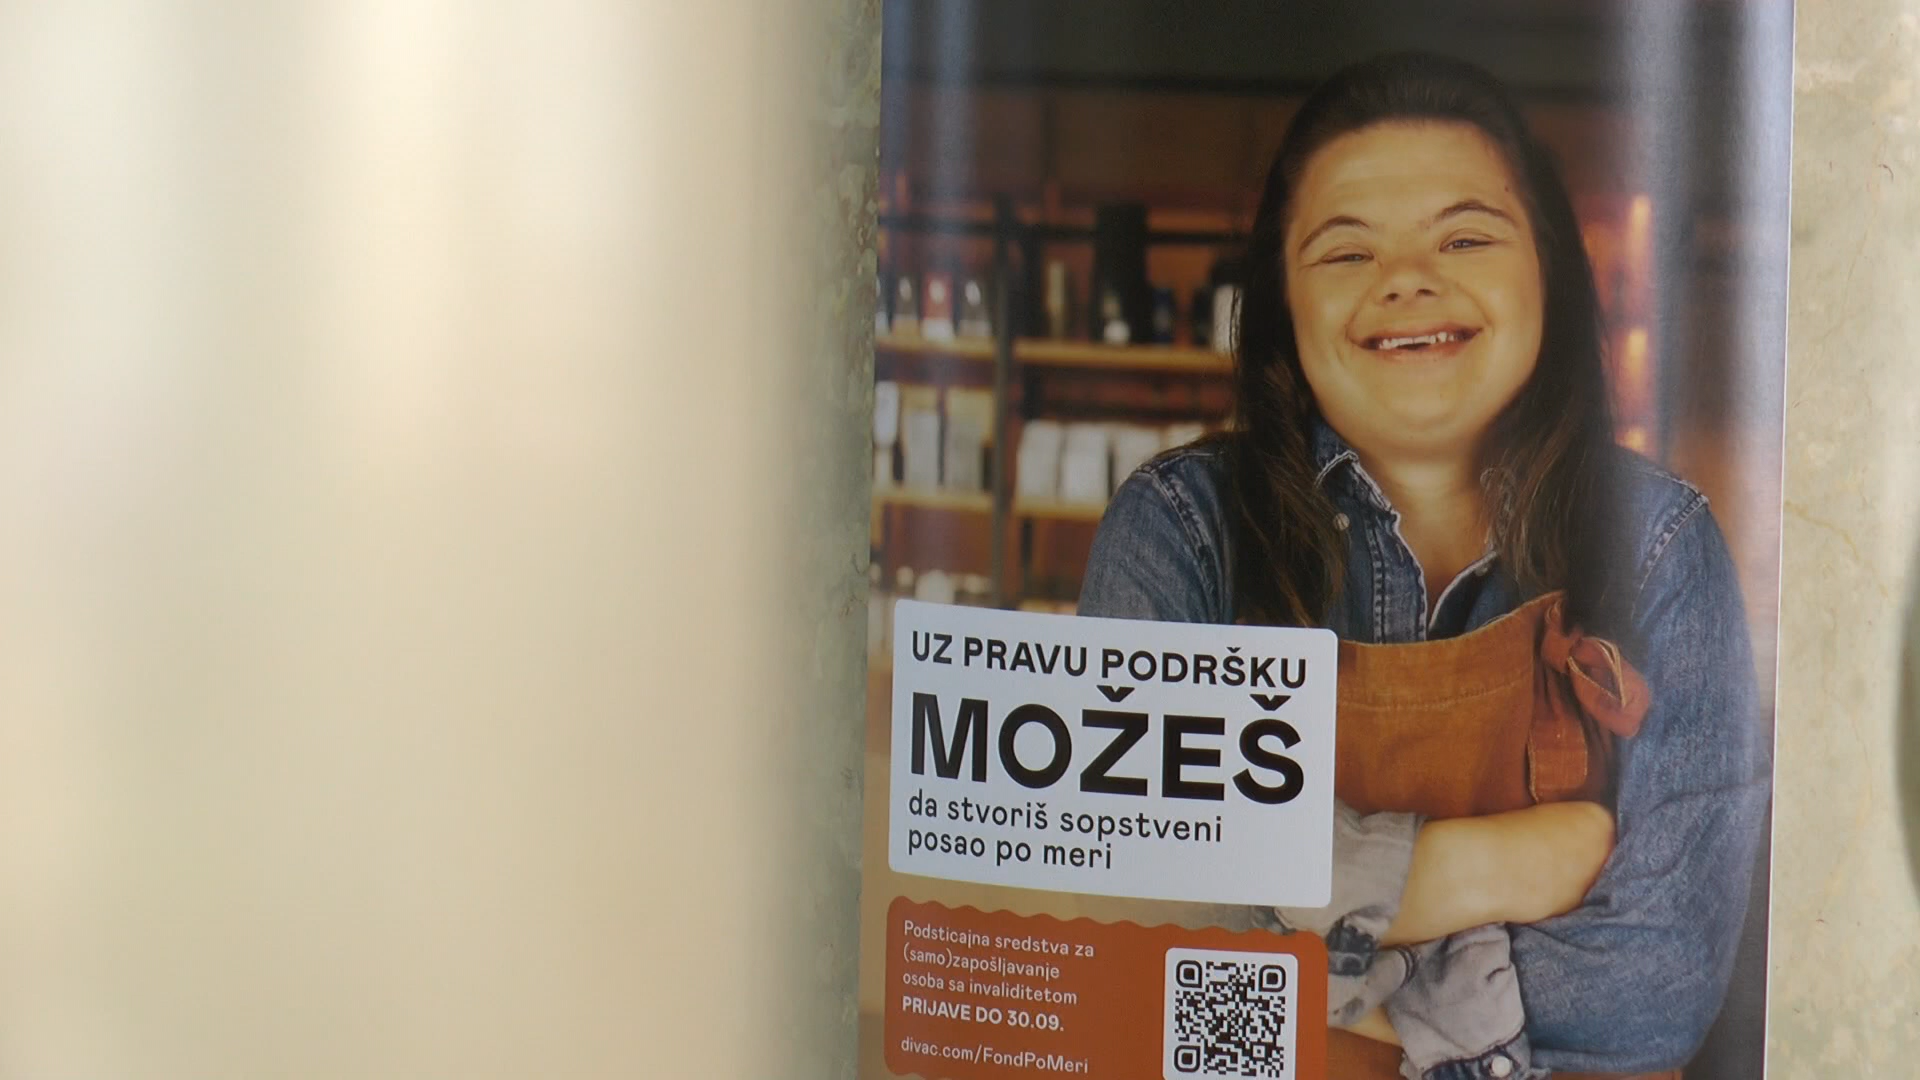 UZ PRAVU PODRŠKU
MOŽEŠ
da stvoriš sopstveni
posao po meri
Podsticajna sredstva za
(samo)zapošljavanje
osoba sa invaliditetom
PRIJAVE DO 30.09.
divac.com/FondPoMeri